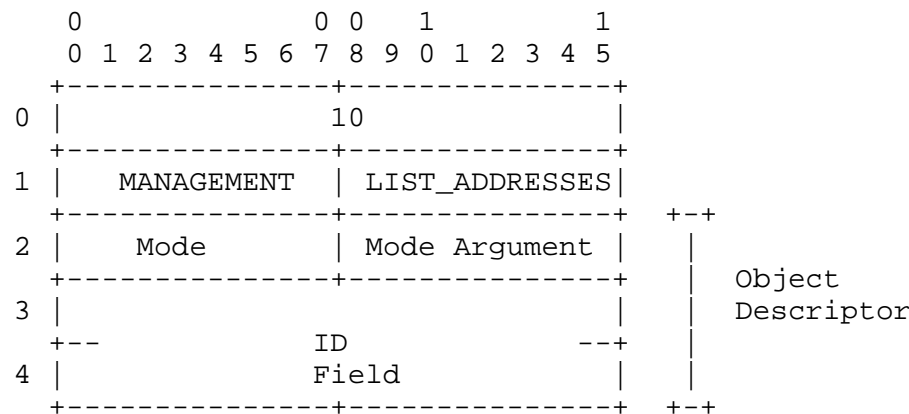 0             0 0   1         1
    0 1 2 3 4 5 6 7 8 9 0 1 2 3 4 5
   +---------------+---------------+
0  |               10              |
   +---------------+---------------+
1  |   MANAGEMENT  | LIST_ADDRESSES|
   +---------------+---------------+  +-+
2  |    Mode       | Mode Argument |   |
   +---------------+---------------+   |  Object
3  |                               |   |  Descriptor
   +--            ID             --+   |
4  |              Field            |   |
   +---------------+---------------+  +-+